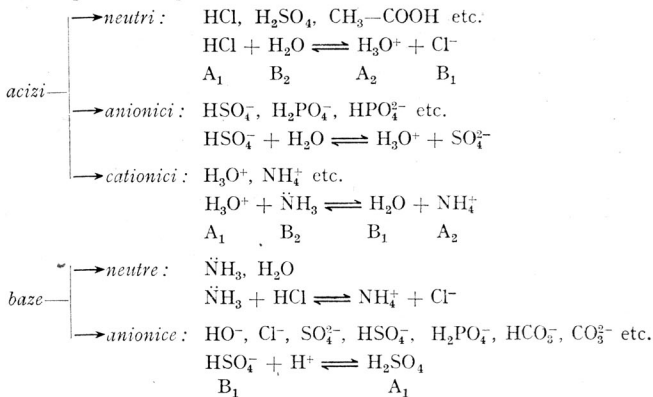 neutri: HCl, H₂SO₄, CH₃—COOH etc.
HCl + H₂O ⇌ H₃O⁺ + Cl⁻
A₁ B₂ A₂ B₁
acizi
anionici: HSO₄⁻, H₂PO₄⁻, HPO₄²⁻ etc.
HSO₄⁻ + H₂O ⇌ H₃O⁺ + SO₄²⁻
cationici: H₃O⁺, NH₄⁺ etc.
H₃O⁺ + N̈H₃ ⇌ H₂O + NH₄⁺
A₁ B₂ B₁ A₂
neutre: N̈H₃, H₂O
N̈H₃ + HCl ⇌ NH₄⁺ + Cl⁻
baze
anionice: HO⁻, Cl⁻, SO₄²⁻, HSO₄⁻, H₂PO₄⁻, HCO₃⁻, CO₃²⁻ etc.
HSO₄⁻ + H⁺ ⇌ H₂SO₄
B₁ A₁